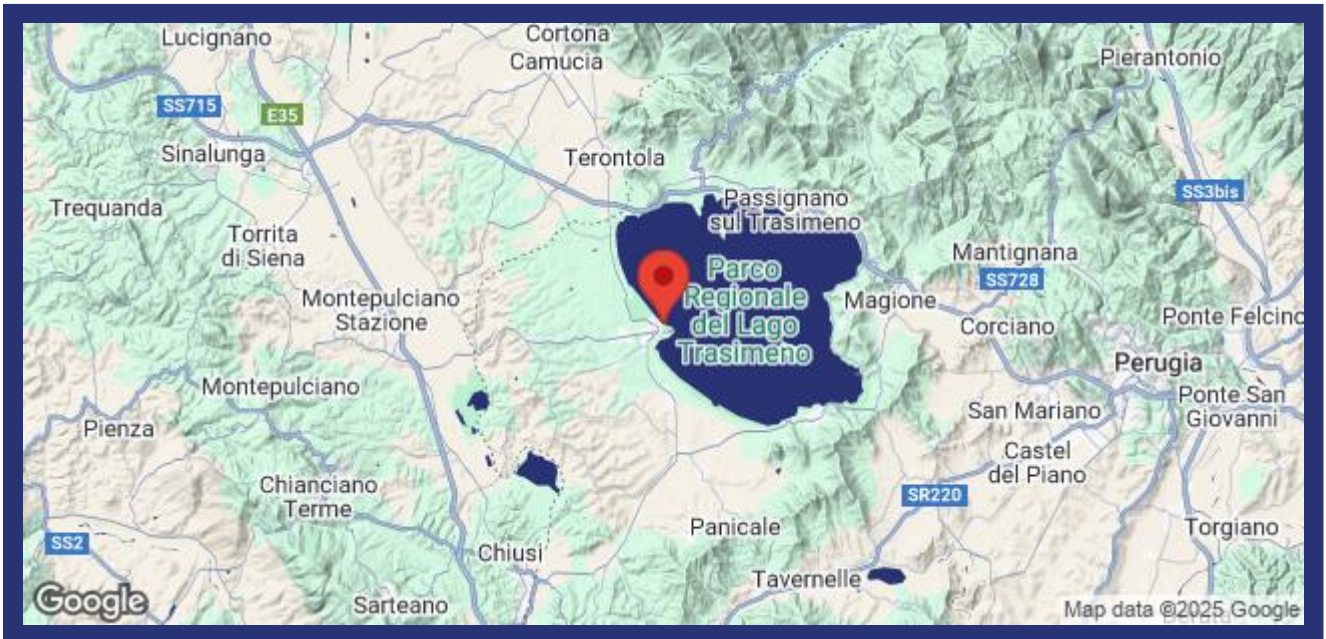 Lucignano
Cortona
Camucia
Pierantonio
SS715
E35
Sinalunga
Terontola
SS3bis
Trequanda
Passignano
sul Trasimeno
Torrita
di Siena
Mantignana
SS728
Parco
Regionale
del Lago
Trasimeno
Montepulciano
Stazione
Magione
Corciano
Ponte Felcino
Perugia
Montepulciano
Ponte San
Giovanni
San Mariano
Pienza
Castel
del Piano
Chianciano
Terme
SR220
Panicale
Torgiano
SS2
Chiusi
Tavernelle
Google
Sarteano
Map data ©2025 Google